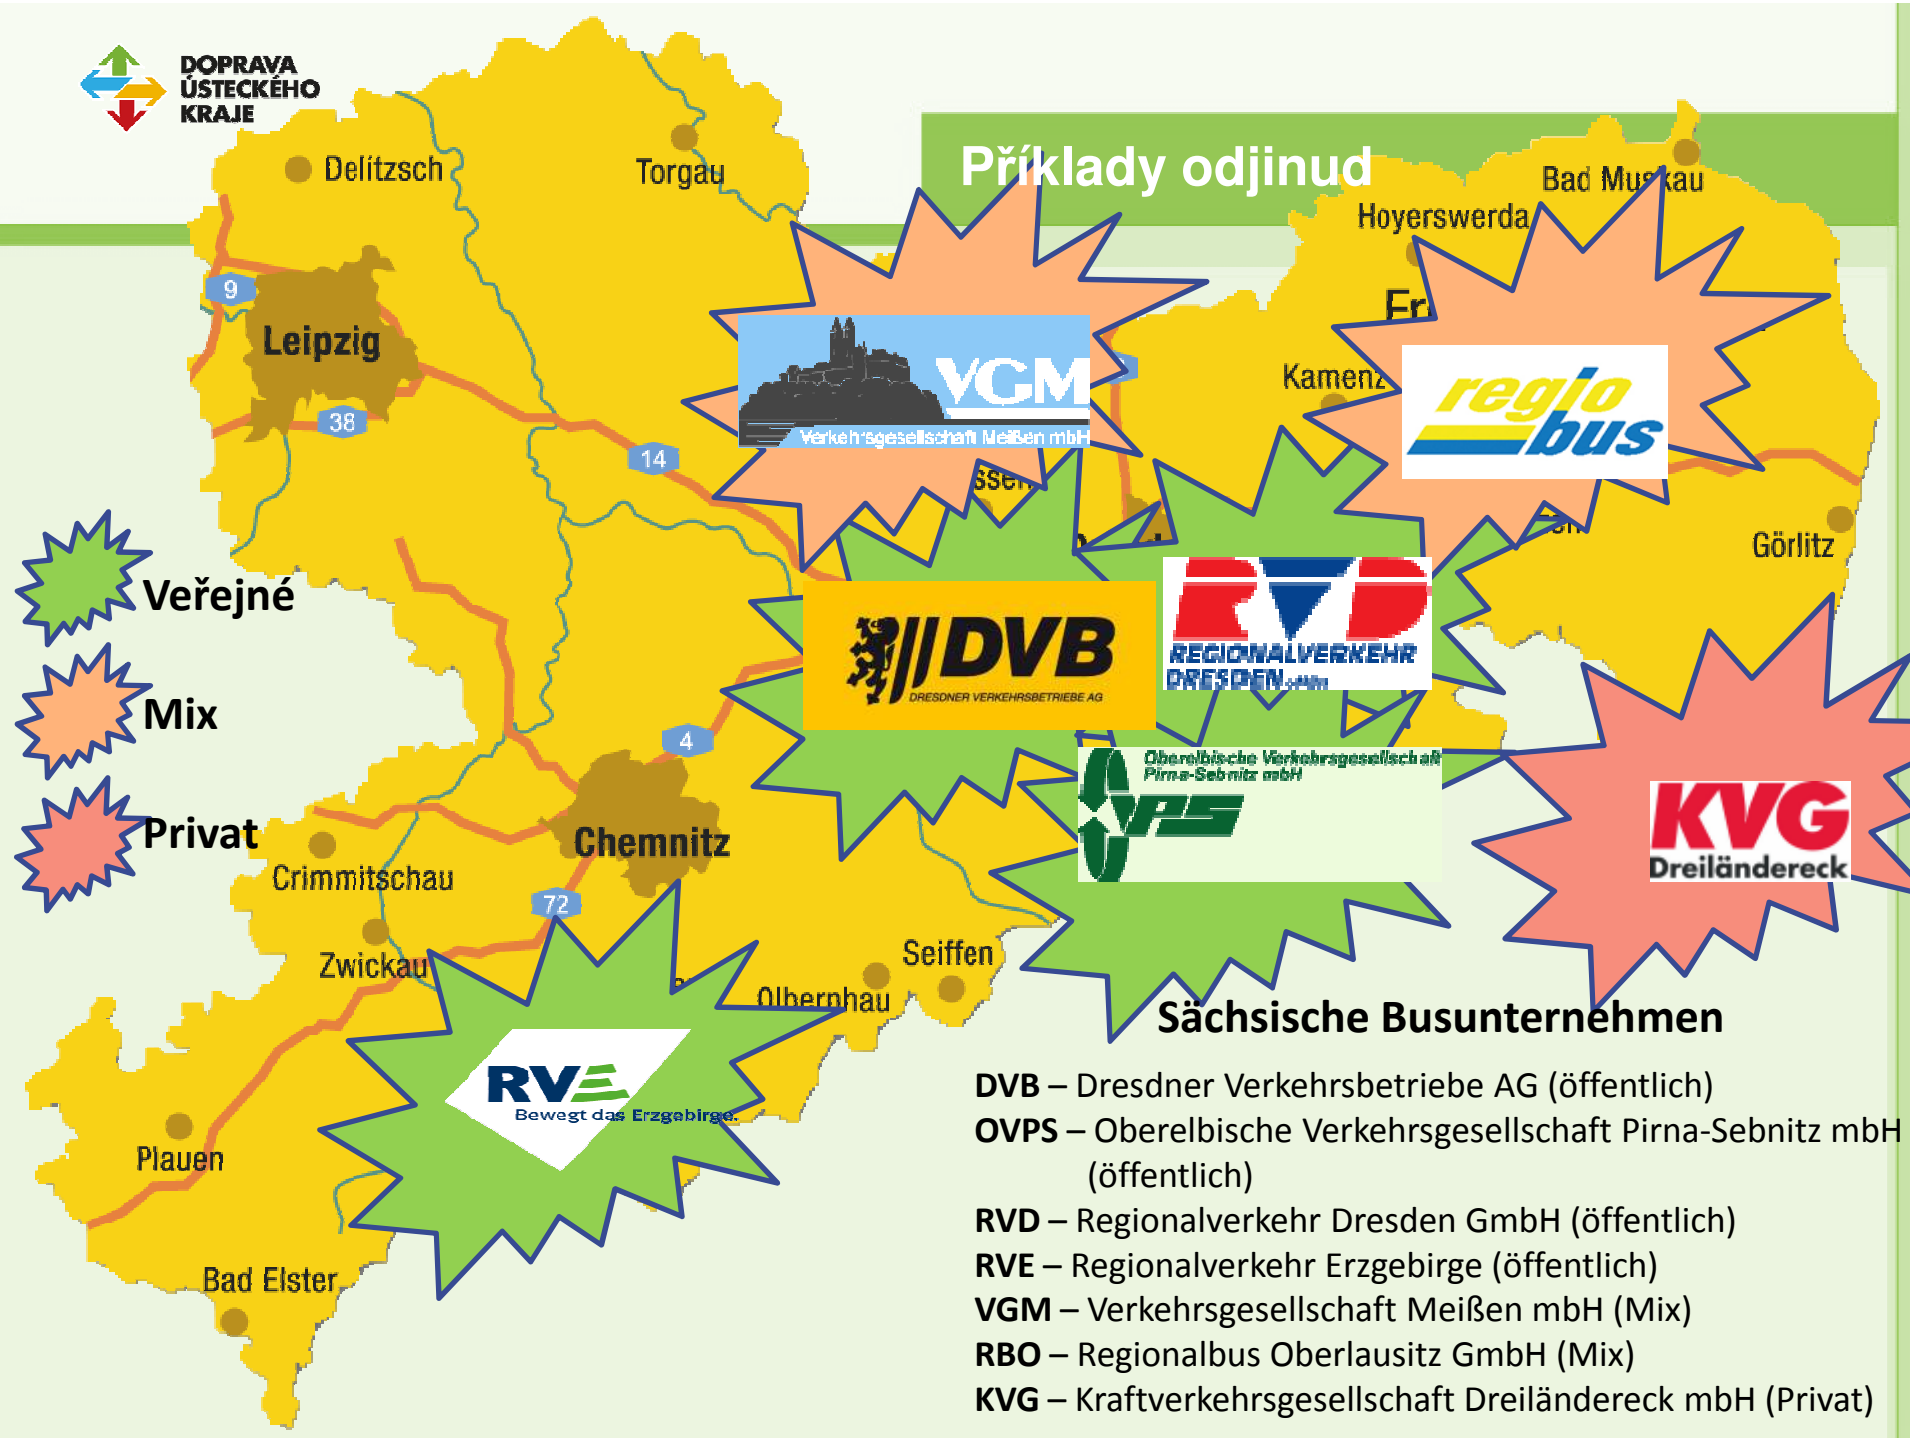 DOPRAVA
ÚSTECKÉHO
KRAJE
Příklady odjinud
Delitzsch
Torgau
Bad Muskau
Hoyerswerda
9
Leipzig
VGM
Verkehrsgesellschaft Meißen mbH
Kamenz
regio
bus
38
14
Görlitz
Veřejné
Mix
Privat
DVB
DRESDNER VERKEHRSBETRIEBE AG
RVD
REGIONALVERKEHR
DRESDEN
4
Oberelbische Verkehrsgesellschaft
Pirna-Sebnitz mbH
KVG
Dreiländereck
Chemnitz
Crimmitschau
72
Zwickau
Seiffen
Olbernhau
RVE
Bewegt das Erzgebirge.
Plauen
Bad Elster
Sächsische Busunternehmen
DVB – Dresdner Verkehrsbetriebe AG (öffentlich)
OVPS – Oberelbische Verkehrsgesellschaft Pirna-Sebnitz mbH
(öffentlich)
RVD – Regionalverkehr Dresden GmbH (öffentlich)
RVE – Regionalverkehr Erzgebirge (öffentlich)
VGM – Verkehrsgesellschaft Meißen mbH (Mix)
RBO – Regionalbus Oberlausitz GmbH (Mix)
KVG – Kraftverkehrsgesellschaft Dreiländereck mbH (Privat)